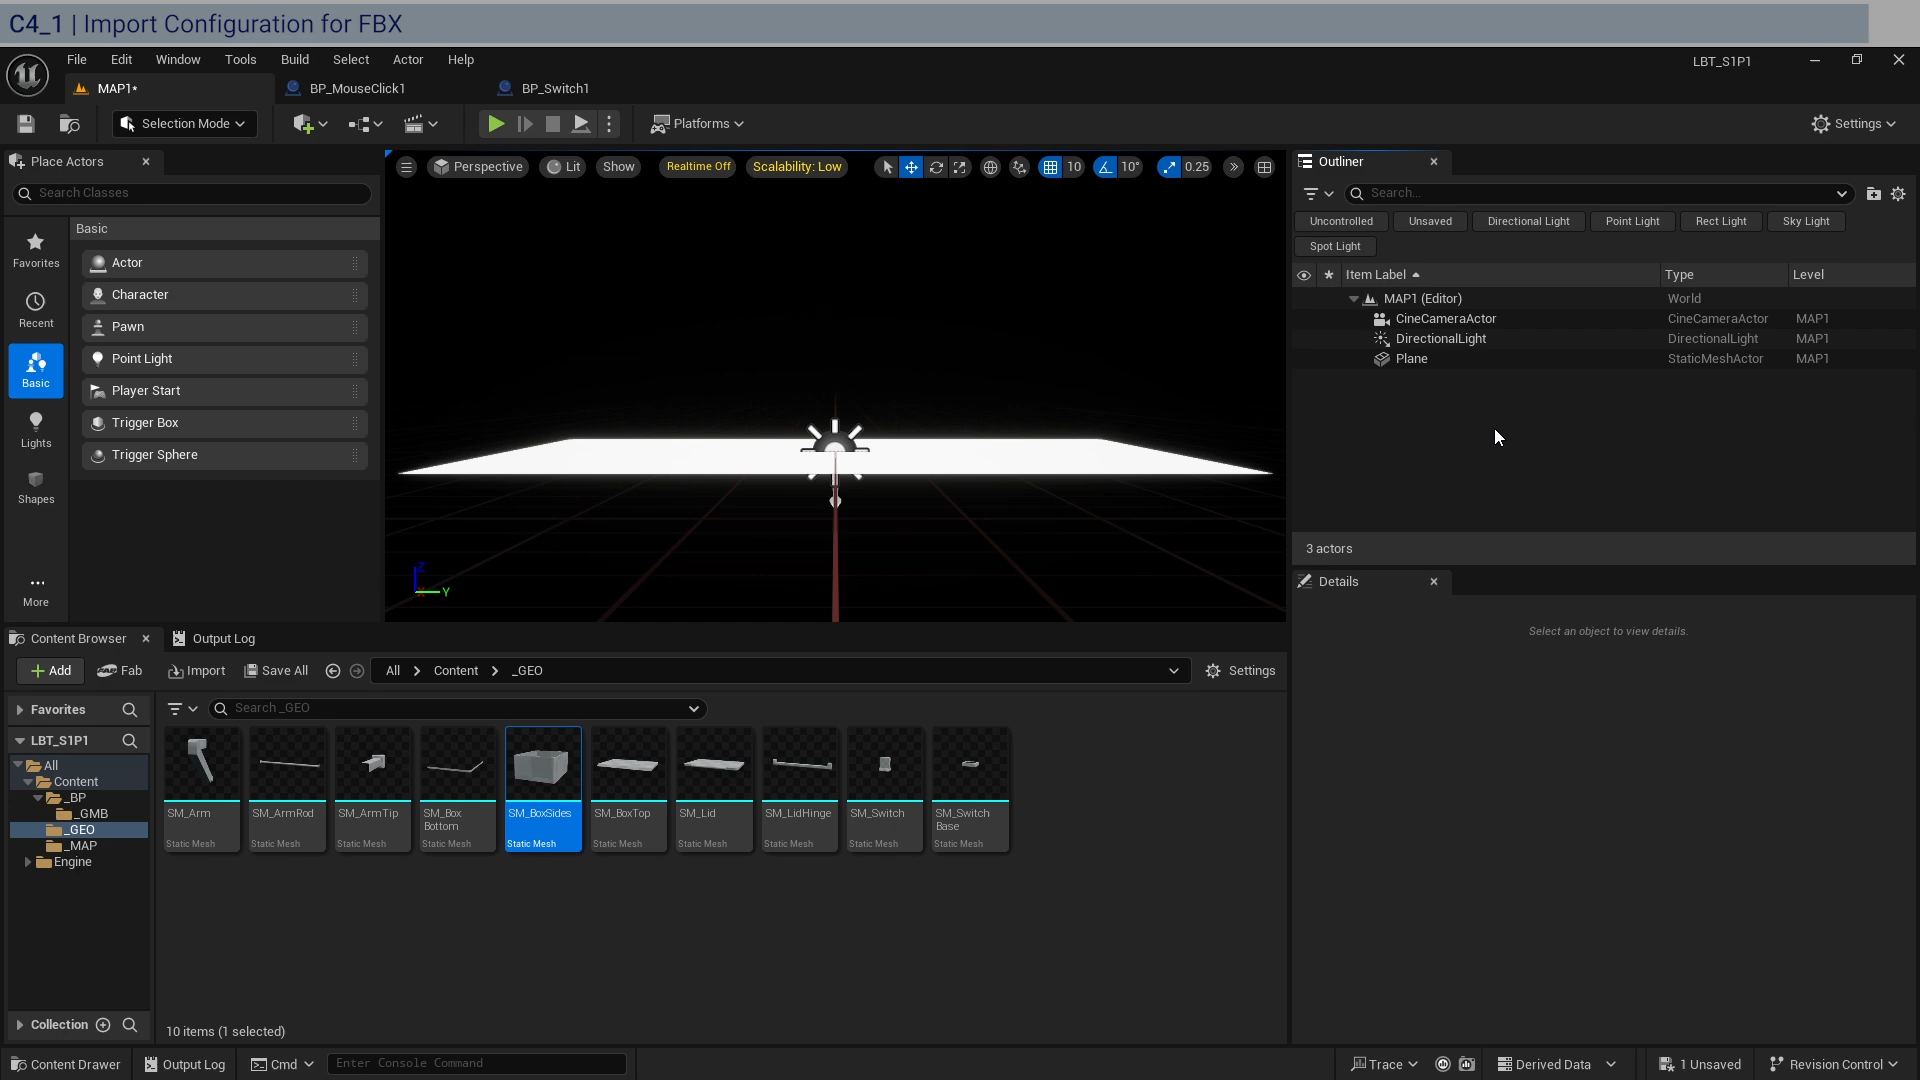 C4_1 | Import Configuration for FBX
File Edit Window Tools Build Select Actor Help
LBT_S1P1
MAP1* BP_MouseClick1 BP_Switch1
Selection Mode Platforms Settings
Place Actors
Search Classes
Basic
Favorites
Recent
Basic
Lights
Shapes
More
Actor
Character
Pawn
Point Light
Player Start
Trigger Box
Trigger Sphere
Perspective Lit Show Realtime Off Scalability: Low 10 10° 0.25
Z
Y
Outliner
Search...
Uncontrolled Unsaved Directional Light Point Light Rect Light Sky Light
Spot Light
Item Label Type Level
MAP1 (Editor) World
CineCameraActor CineCameraActor MAP1
DirectionalLight DirectionalLight MAP1
Plane StaticMeshActor MAP1
3 actors
Details
Select an object to view details.
Content Browser Output Log
Add Fab Import Save All All Content _GEO Settings
Favorites
LBT_S1P1
All
Content
_BP
_GMB
_GEO
_MAP
Engine
Collection
Search _GEO
SM_Arm
Static Mesh
SM_ArmRod
Static Mesh
SM_ArmTip
Static Mesh
SM_Box
Bottom
Static Mesh
SM_BoxSides
Static Mesh
SM_BoxTop
Static Mesh
SM_Lid
Static Mesh
SM_LidHinge
Static Mesh
SM_Switch
Static Mesh
SM_Switch
Base
Static Mesh
10 items (1 selected)
Content Drawer Output Log Cmd Enter Console Command Trace Derived Data 1 Unsaved Revision Control